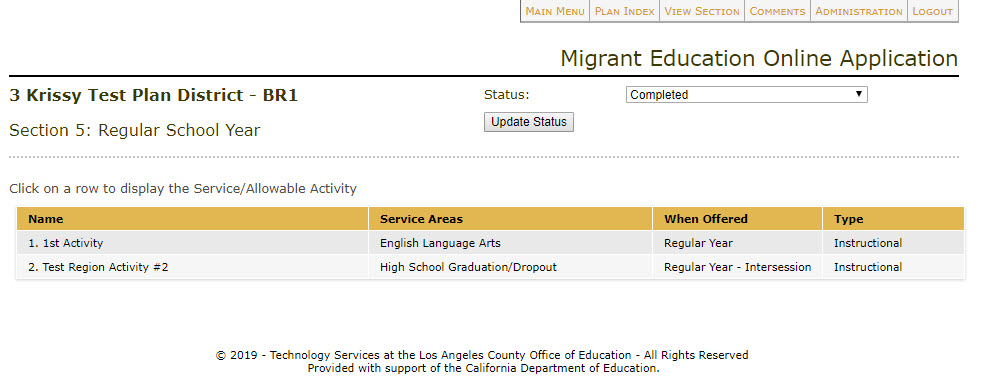 Main Menu Plan Index View Section Comments Administration Logout
Migrant Education Online Application
3 Krissy Test Plan District - BR1
Status: Completed
Update Status
Section 5: Regular School Year
Click on a row to display the Service/Allowable Activity
Name Service Areas When Offered Type
1. 1st Activity English Language Arts Regular Year Instructional
2. Test Region Activity #2 High School Graduation/Dropout Regular Year - Intersession Instructional
© 2019 - Technology Services at the Los Angeles County Office of Education - All Rights Reserved
Provided with support of the California Department of Education.